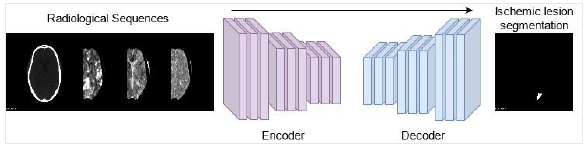 Radiological Sequences
Ischemic lesion
segmentation
Encoder
Decoder